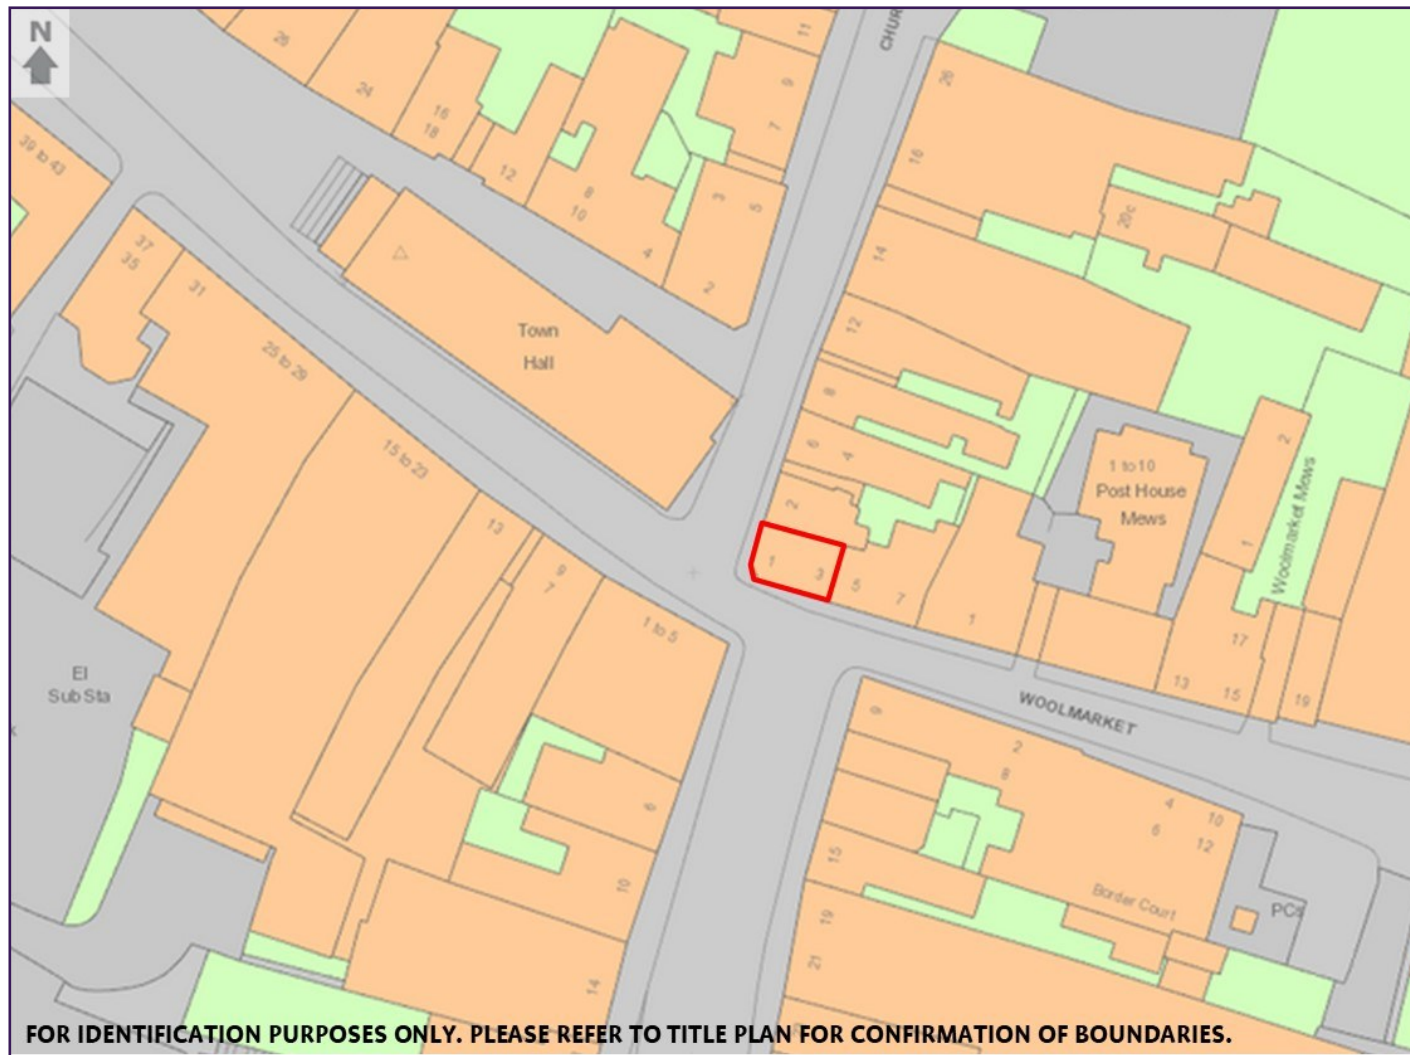 N
CHUR
26
24
16
18
12
8
10
4
2
3
5
11
9
7
26
16
14
12
8
6
4
2
20c
39 to 43
37
35
31
25 to 29
15 to 23
13
9
7
1 to 5
Town
Hall
1 to 10
Post House
Mews
2
1
Woolmarket Mews
1
3
5
7
1
13
15
17
19
WOOLMARKET
El
Sub Sta
6
10
14
9
2
8
4
6
10
12
15
19
21
Border Court
PCs
FOR IDENTIFICATION PURPOSES ONLY. PLEASE REFER TO TITLE PLAN FOR CONFIRMATION OF BOUNDARIES.